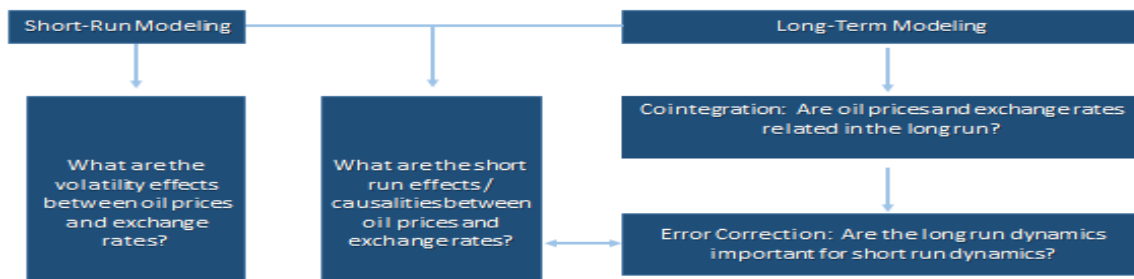 Short-Run Modeling
Long-Term Modeling
What are the
volatility effects
between oil prices
and exchange
rates?
What are the short
run effects /
causalities between
oil prices and
exchange rates?
Cointegration: Are oil prices and exchange rates
related in the long run?
Error Correction: Are the long run dynamics
important for short run dynamics?